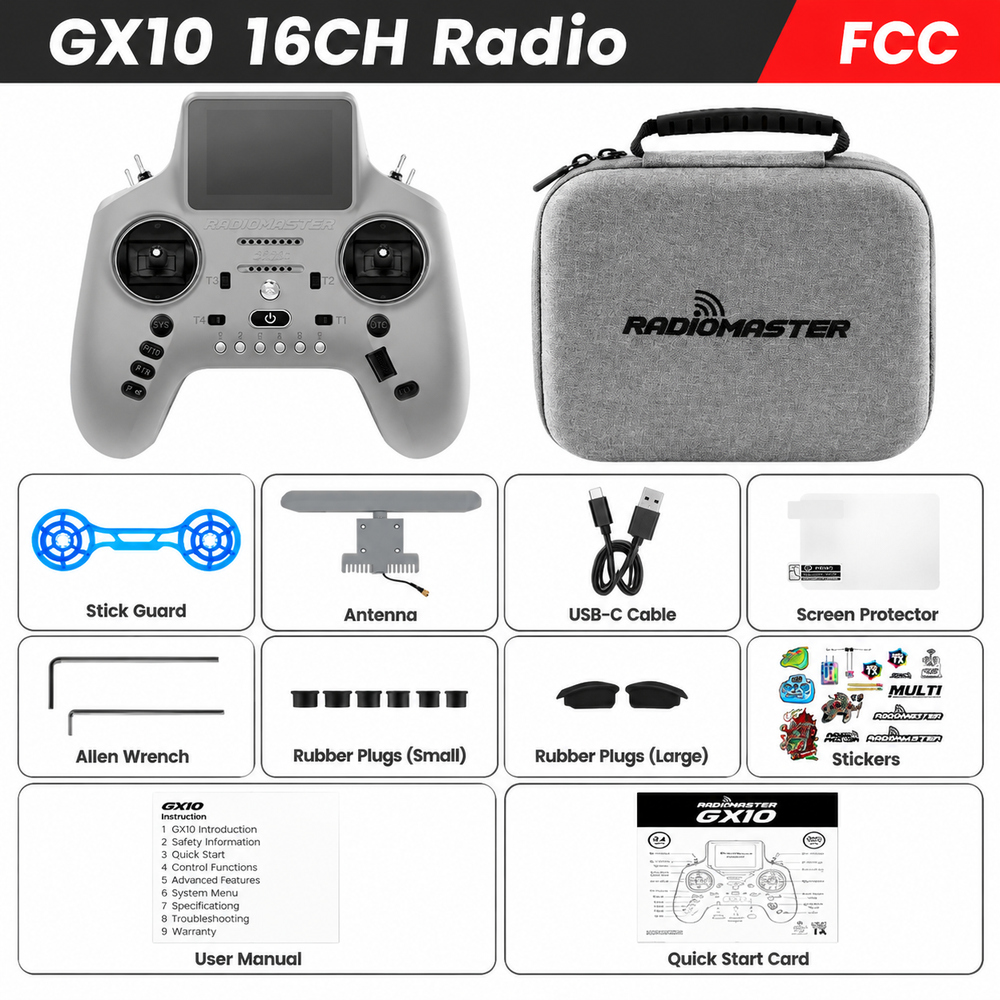 GX10 16CH Radio
FCC
RADIOMASTER
T3
T2
T4
T1
SYS
RTN
RADIOMASTER
Stick Guard
Antenna
USB-C Cable
Screen Protector
Allen Wrench
Rubber Plugs (Small)
Rubber Plugs (Large)
TX
TX
MULTI
RADIOMASTER
RADIOMASTER
Stickers
GX10
Instruction
1 GX10 Introduction
2 Safety Information
3 Quick Start
4 Control Functions
5 Advanced Features
6 System Menu
7 Specificationg
8 Troubleshooting
9 Warranty
User Manual
RADIOMASTER
GX10
TX
Quick Start Card